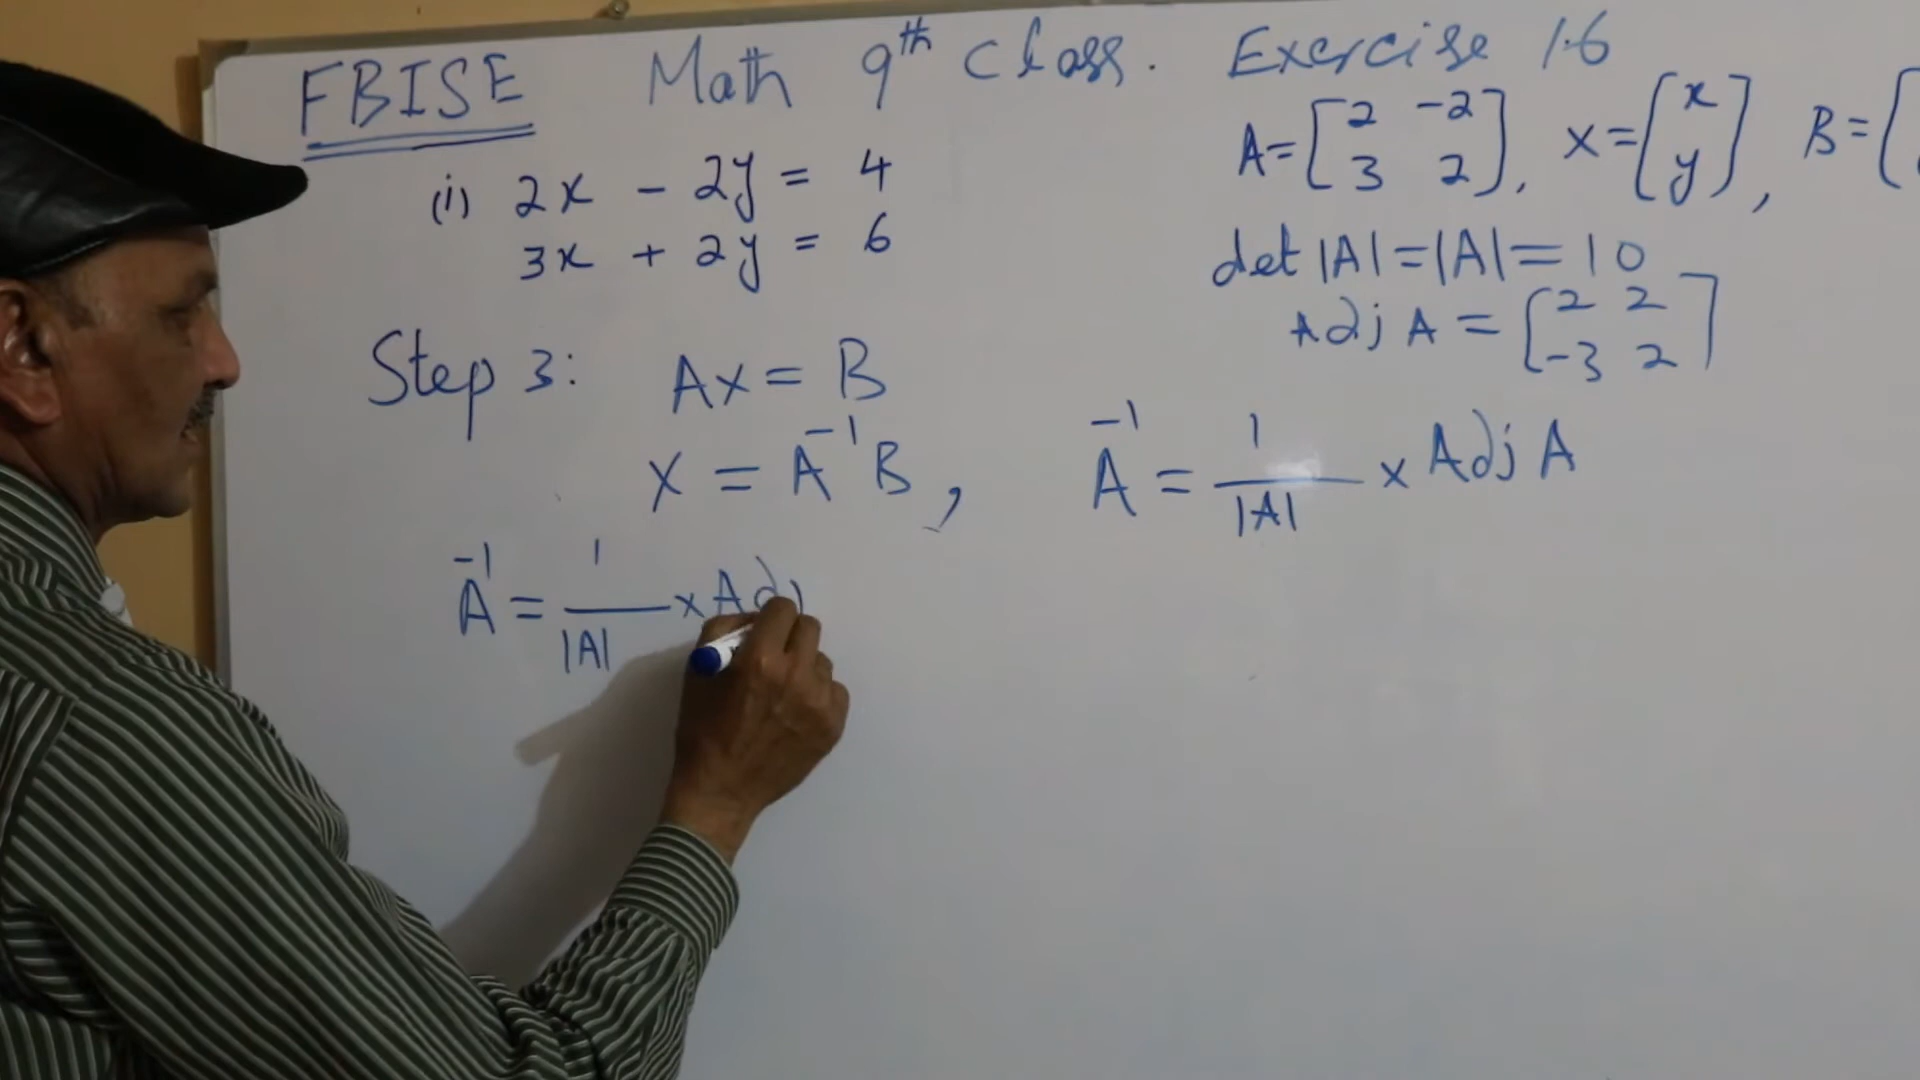 FBISE Math 9th class. Exercise 1.6
(i) 2x - 2y = 4
3x + 2y = 6
A = [2 -2
3 2], X = [x
y], B = [
det |A| = |A| = 10
Adj A = [2 2
-3 2]
Step 3: AX = B
X = A⁻¹B, A⁻¹ = 1/|A| × Adj A
A⁻¹ = 1/|A| × Adj